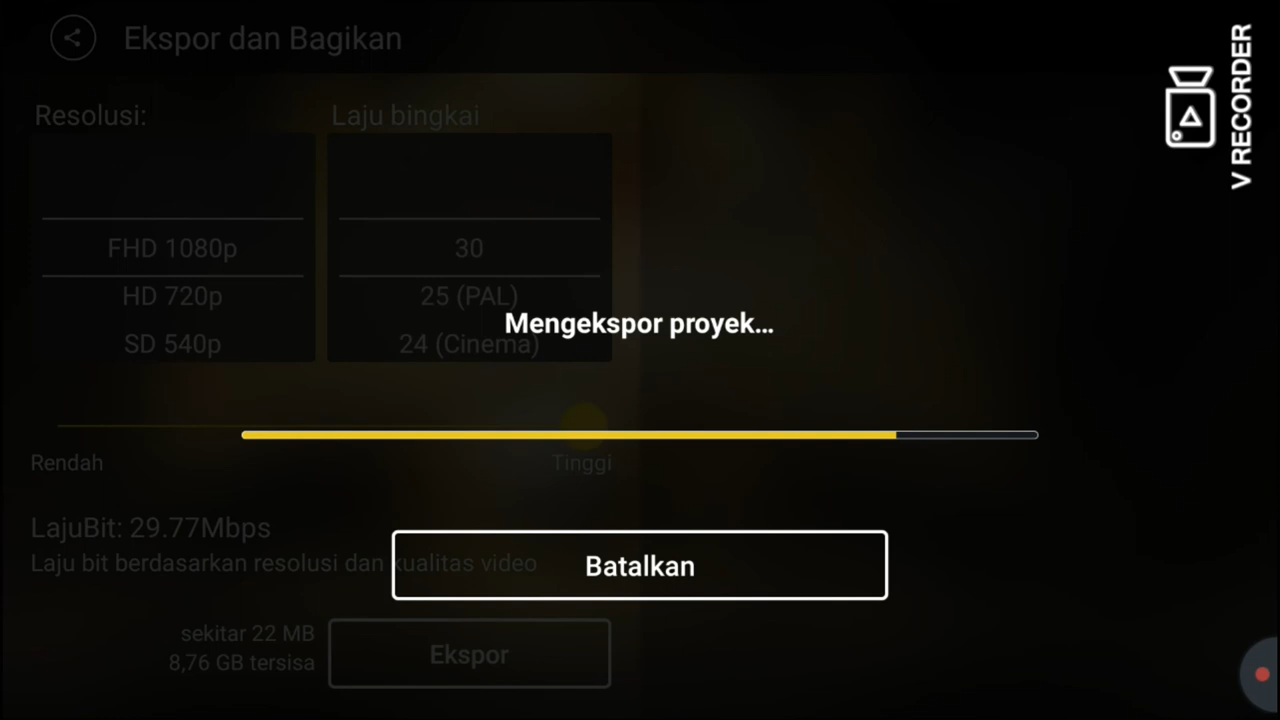 Ekspor dan Bagikan
Resolusi:
Laju bingkai
FHD 1080p
HD 720p
SD 540p
30
25 (PAL)
24 (Cinema)
Mengekspor proyek...
Rendah
Tinggi
LajuBit: 29.77Mbps
Laju bit berdasarkan resolusi dan kualitas video
Batalkan
sekitar 22 MB
8,76 GB tersisa
Ekspor
V RECORDER